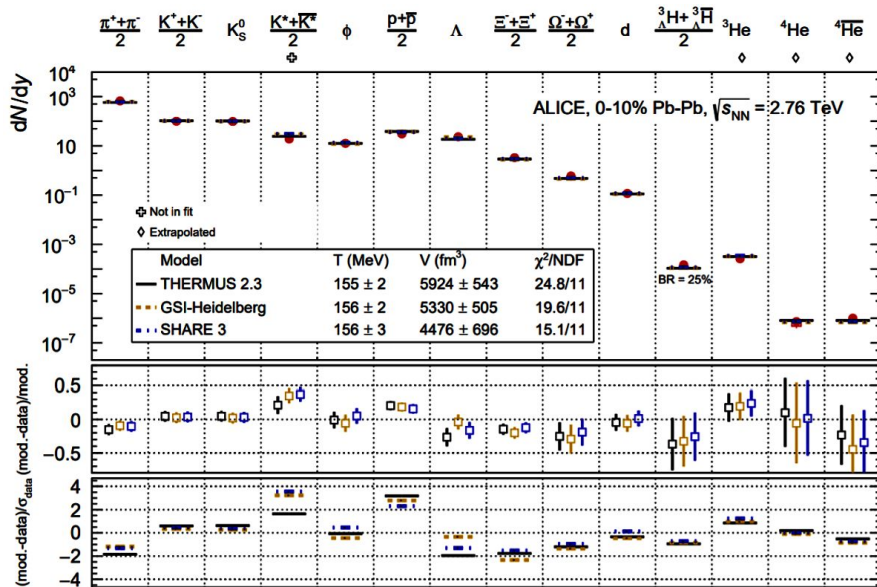 π⁺+π⁻ K⁺+K⁻ K*+K̅* p+p̅ Ξ⁻+Ξ̅⁺ Ω⁻+Ω̅⁺ ³ΛH+³Λ̅H̅
2 2 K⁰S 2 ϕ 2 Λ 2 2 d 2 ³He ⁴He ⁴H̅e̅
dN/dy
10⁴
10³
10
10⁻¹
10⁻³
10⁻⁵
10⁻⁷
ALICE, 0-10% Pb-Pb, √sNN = 2.76 TeV
Not in fit
Extrapolated
BR = 25%
Model T (MeV) V (fm³) χ²/NDF
THERMUS 2.3 155 ± 2 5924 ± 543 24.8/11
GSI-Heidelberg 156 ± 2 5330 ± 505 19.6/11
SHARE 3 156 ± 3 4476 ± 696 15.1/11
(mod.-data)/mod.
0.5
0
−0.5
(mod.-data)/σdata
4
2
0
−2
−4